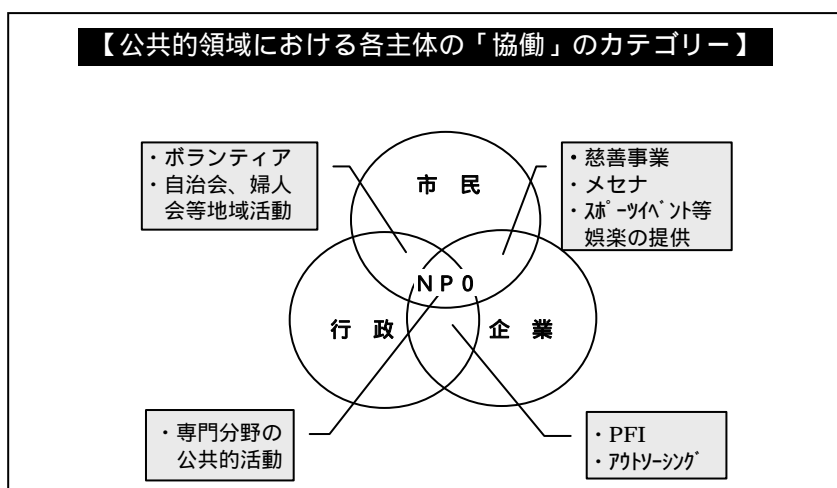 【公共的領域における各主体の「協働」のカテゴリー】
・ボランティア
・自治会、婦人
会等地域活動
・慈善事業
・メセナ
・ｽﾎﾟｰﾂｲﾍﾞﾝﾄ等
娯楽の提供
市 民
ＮＰ０
行 政
企 業
・専門分野の
公共的活動
・PFI
・ｱｳﾄｿｰｼﾝｸﾞ